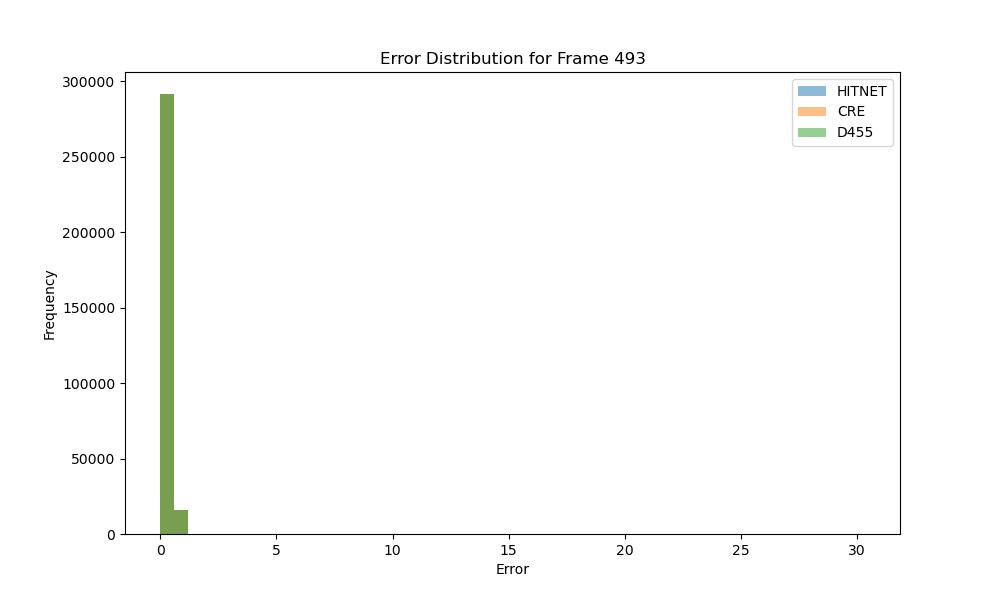 Error Distribution for Frame 493
HITNET
CRE
D455
300000
250000
200000
150000
100000
50000
0
Frequency
0 5 10 15 20 25 30
Error